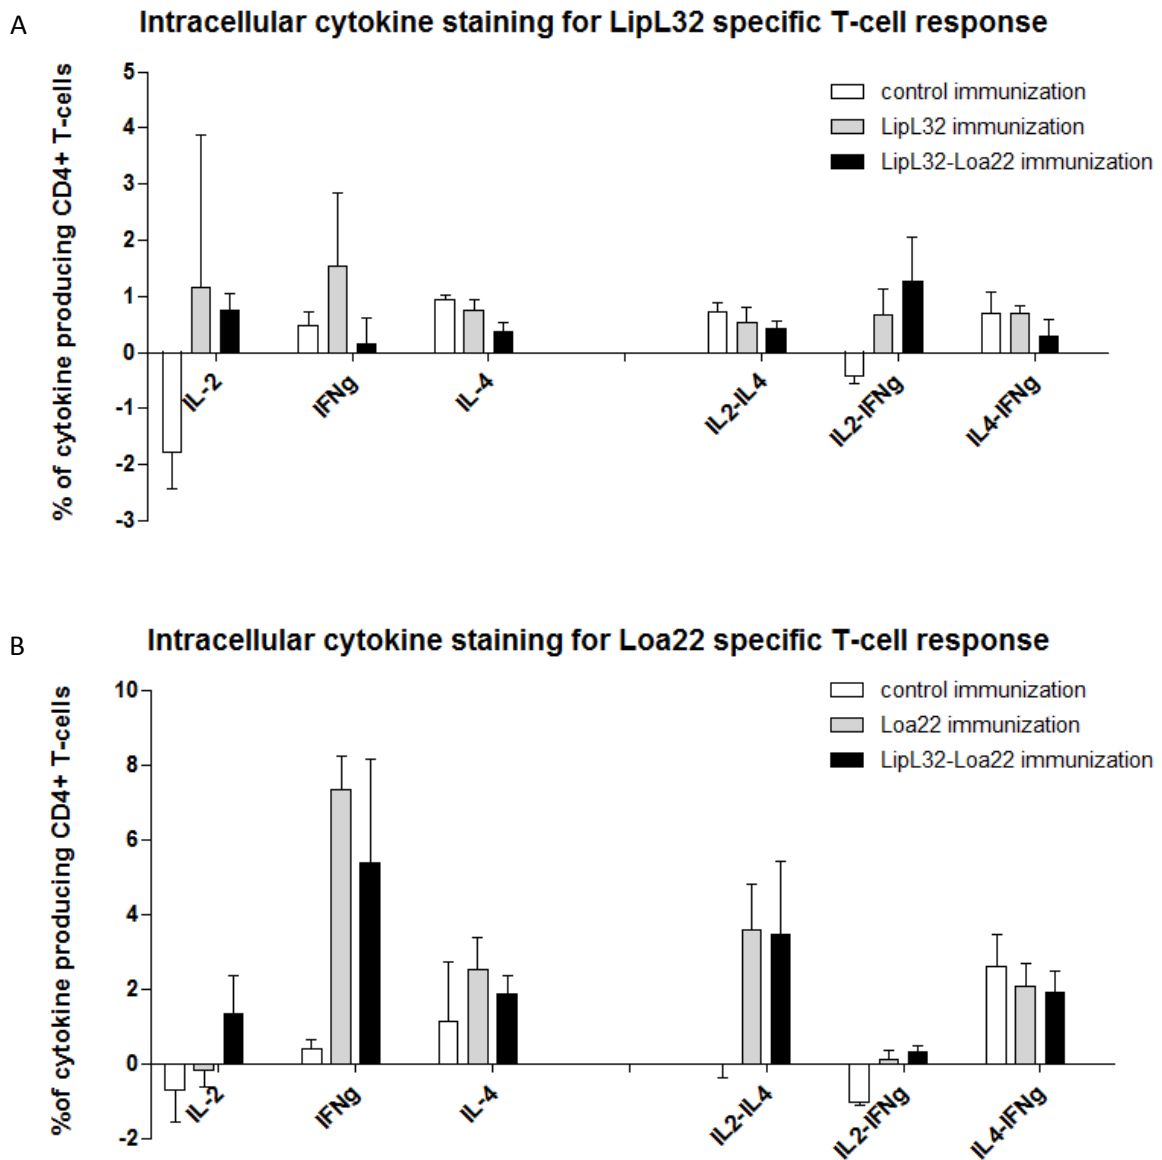 A
Intracellular cytokine staining for LipL32 specific T-cell response
% of cytokine producing CD4+ T-cells
5
4
3
2
1
0
-1
-2
-3
control immunization
LipL32 immunization
LipL32-Loa22 immunization
IL-2
IFNg
IL-4
IL2-IL4
IL2-IFNg
IL4-IFNg
B
Intracellular cytokine staining for Loa22 specific T-cell response
%of cytokine producing CD4+ T-cells
10
8
6
4
2
0
-2
control immunization
Loa22 immunization
LipL32-Loa22 immunization
IL-2
IFNg
IL-4
IL2-IL4
IL2-IFNg
IL4-IFNg